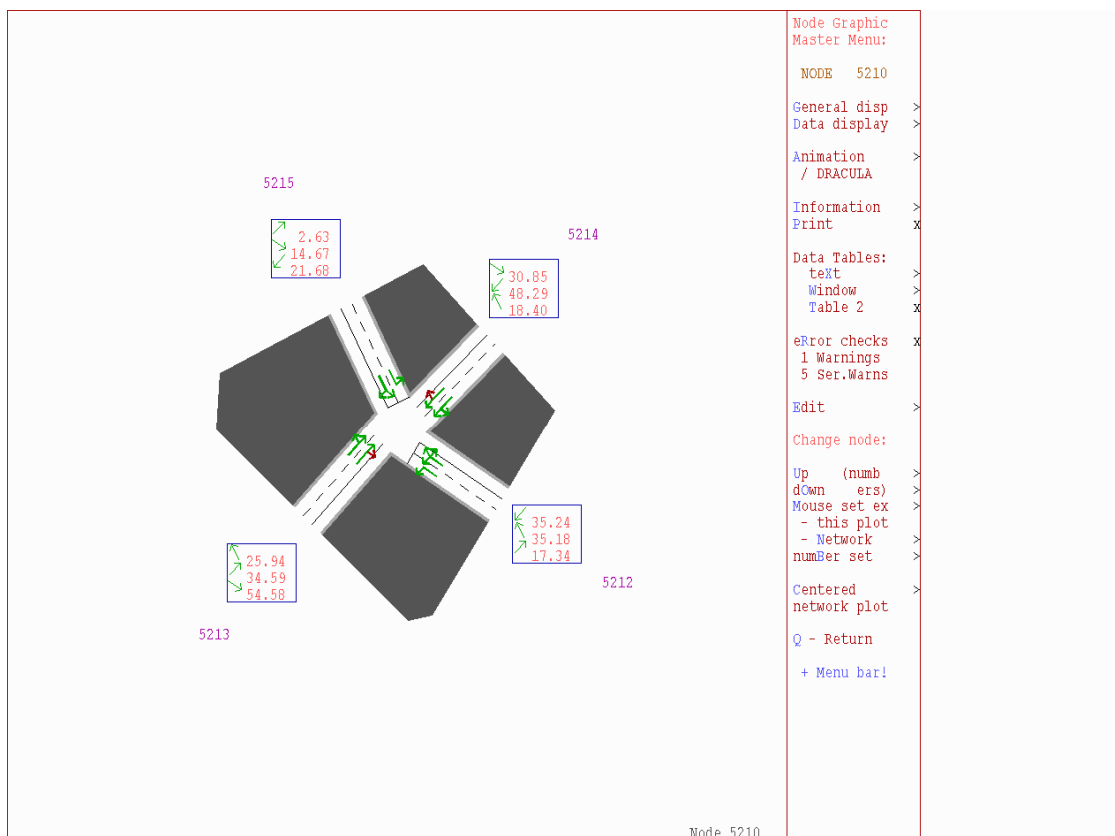 5215
2.63
14.67
21.68
5214
30.85
48.29
18.40
35.24
35.18
17.34
5212
25.94
34.59
54.58
5213
Node 5210
Node Graphic
Master Menu:
NODE 5210
General disp >
Data display >
Animation >
/ DRACULA
Information >
Print x
Data Tables:
teXt >
Window >
Table 2 x
eRror checks x
1 Warnings
5 Ser.Warns
Edit >
Change node:
Up (numb >
dOwn ers) >
Mouse set ex >
- this plot
- Network >
numBer set >
Centered >
network plot
Q - Return
+ Menu bar!